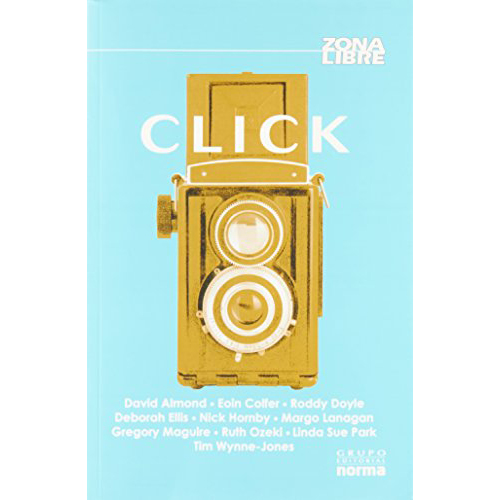 ZONA
LIBRE
CLICK
David Almond • Eoin Colfer • Roddy Doyle
Deborah Ellis • Nick Hornby • Margo Lanagan
Gregory Maguire • Ruth Ozeki • Linda Sue Park
Tim Wynne-Jones
GRUPO
EDITORIAL
norma